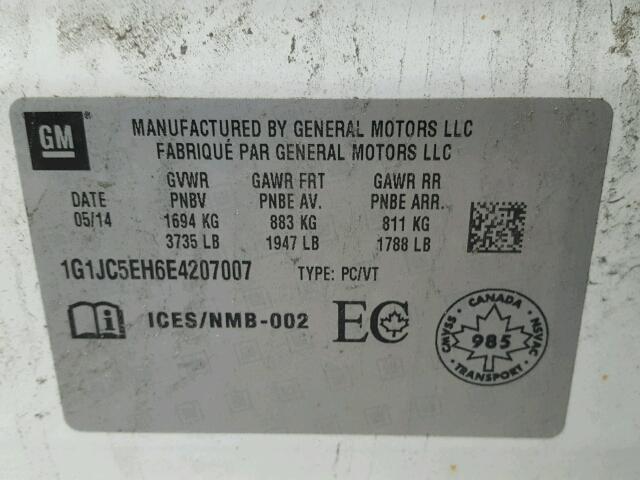 GM
MANUFACTURED BY GENERAL MOTORS LLC
FABRIQUÉ PAR GENERAL MOTORS LLC
GVWR GAWR FRT GAWR RR
DATE PNBV PNBE AV. PNBE ARR.
05/14 1694 KG 883 KG 811 KG
3735 LB 1947 LB 1788 LB
1G1JC5EH6E4207007 TYPE: PC/VT
i ICES/NMB-002 EC
CANADA
CMVSS 985 NSVAC
TRANSPORT